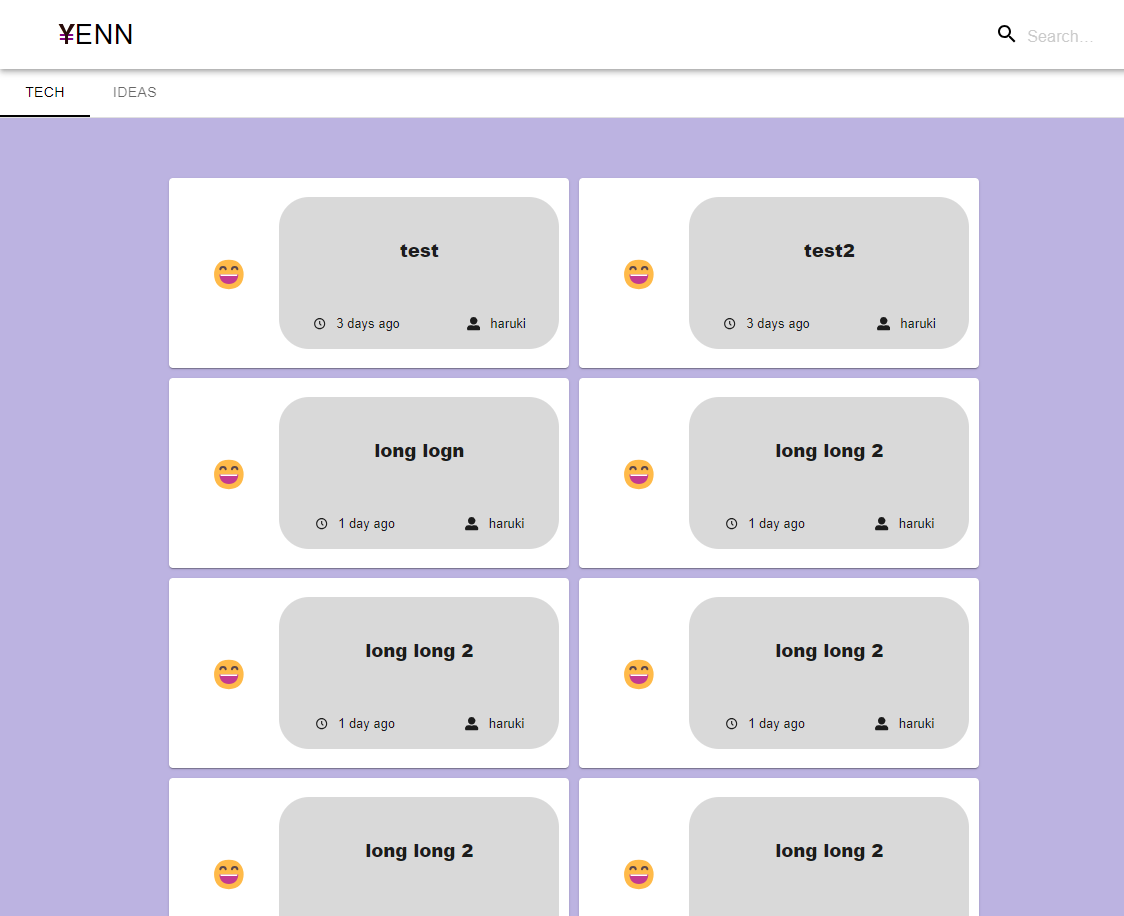 ¥ENN
Search…
TECH
IDEAS
test
3 days ago
haruki
test2
3 days ago
haruki
long logn
1 day ago
haruki
long long 2
1 day ago
haruki
long long 2
1 day ago
haruki
long long 2
1 day ago
haruki
long long 2
long long 2